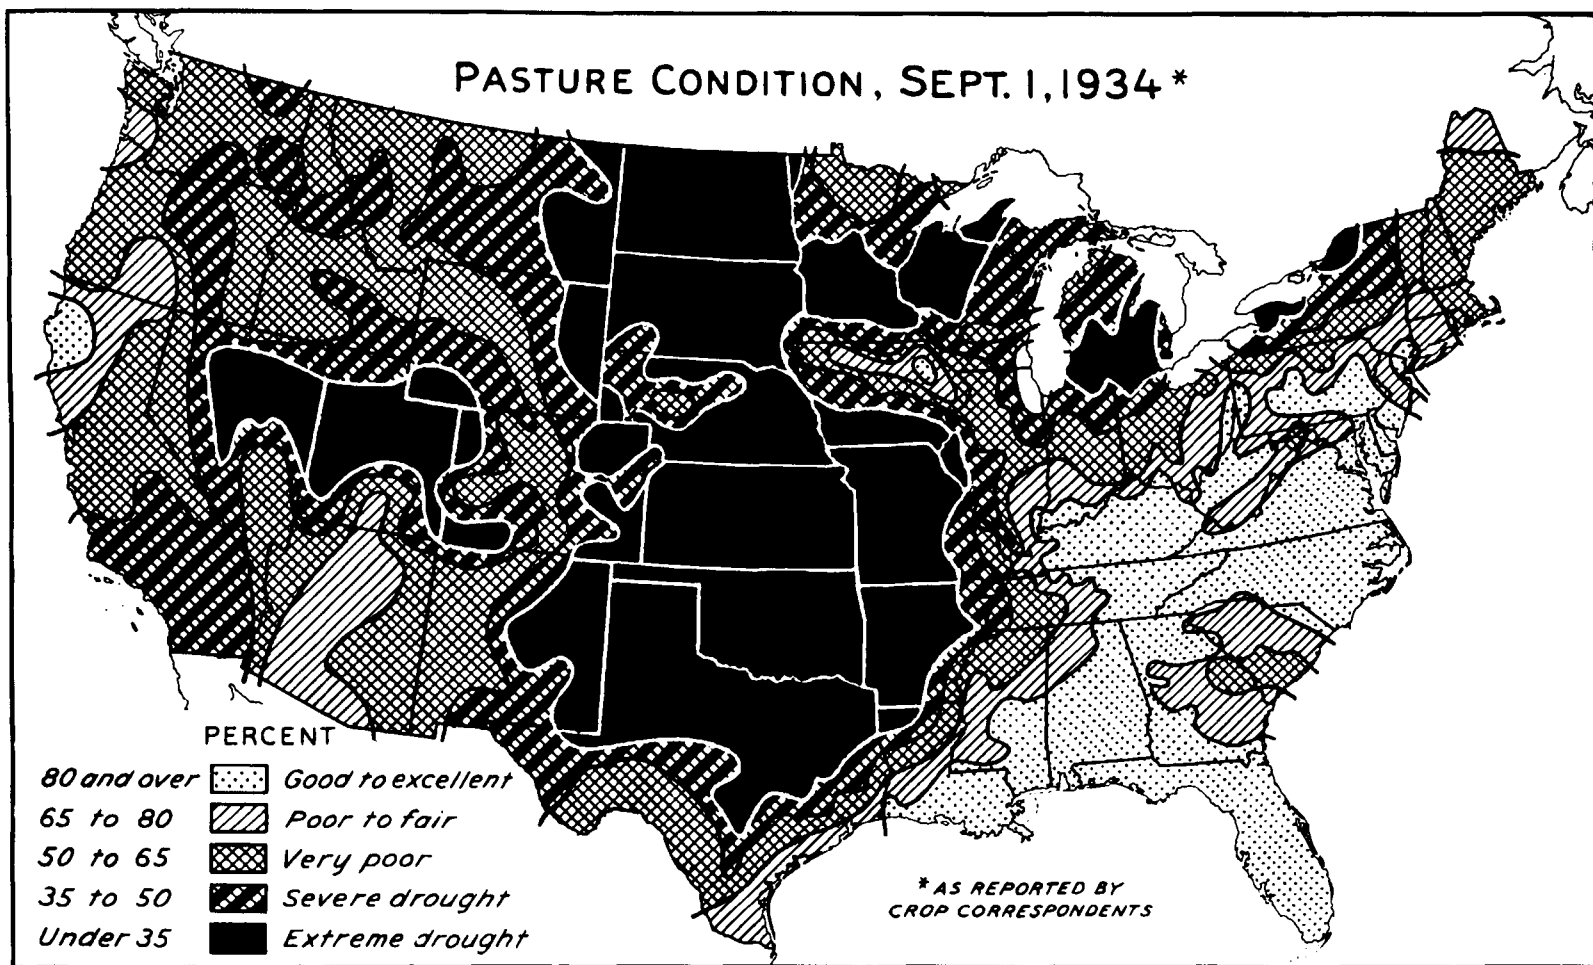 PASTURE CONDITION, SEPT. 1, 1934*
PERCENT
80 and over Good to excellent
65 to 80 Poor to fair
50 to 65 Very poor
35 to 50 Severe drought
Under 35 Extreme drought
* AS REPORTED BY
CROP CORRESPONDENTS